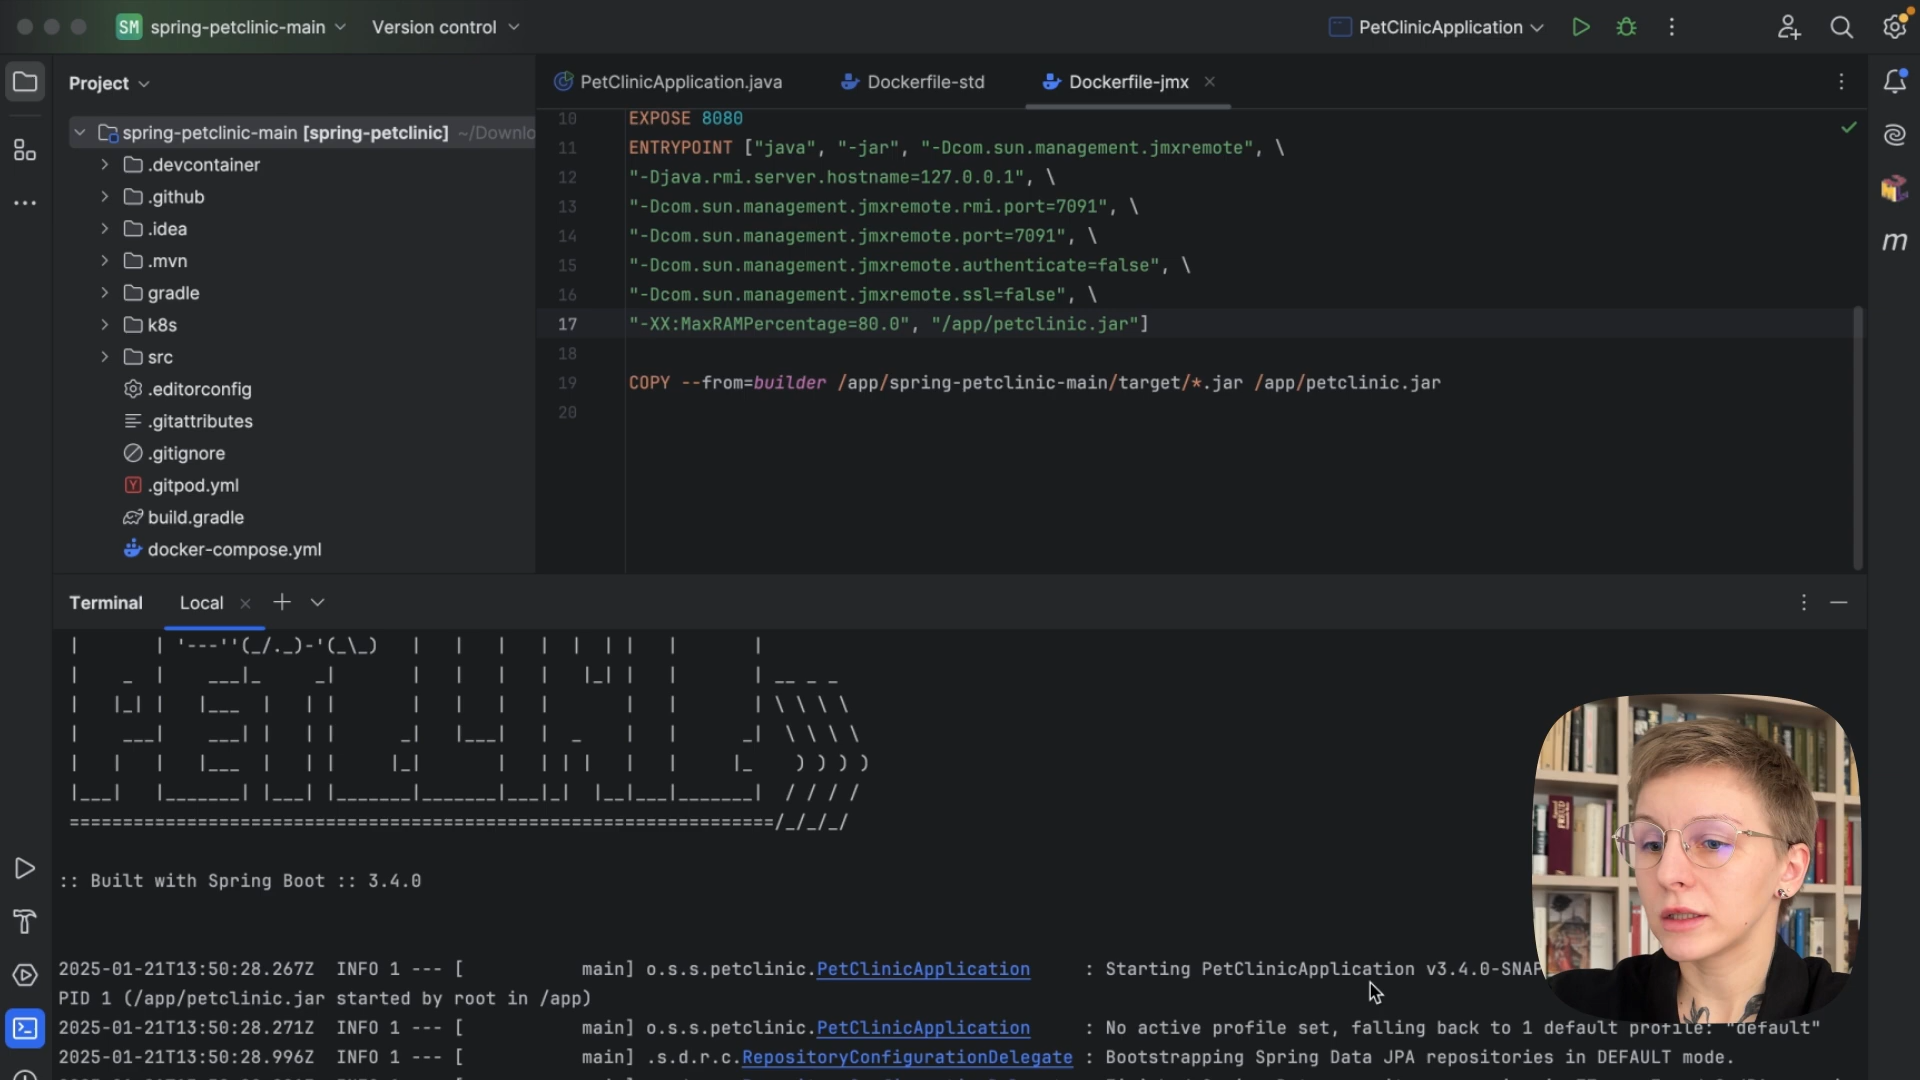 SM spring-petclinic-main Version control PetClinicApplication
Project
PetClinicApplication.java Dockerfile-std Dockerfile-jmx
spring-petclinic-main [spring-petclinic] ~/Downlo
.devcontainer
.github
.idea
.mvn
gradle
k8s
src
.editorconfig
.gitattributes
.gitignore
.gitpod.yml
build.gradle
docker-compose.yml
10 EXPOSE 8080
11 ENTRYPOINT ["java", "-jar", "-Dcom.sun.management.jmxremote", \
12 "-Djava.rmi.server.hostname=127.0.0.1", \
13 "-Dcom.sun.management.jmxremote.rmi.port=7091", \
14 "-Dcom.sun.management.jmxremote.port=7091", \
15 "-Dcom.sun.management.jmxremote.authenticate=false", \
16 "-Dcom.sun.management.jmxremote.ssl=false", \
17 "-XX:MaxRAMPercentage=80.0", "/app/petclinic.jar"]
18
19 COPY --from=builder /app/spring-petclinic-main/target/*.jar /app/petclinic.jar
20
m
Terminal Local
:: Built with Spring Boot :: 3.4.0
2025-01-21T13:50:28.267Z INFO 1 --- [ main] o.s.s.petclinic.PetClinicApplication : Starting PetClinicApplication v3.4.0-SNAP
PID 1 (/app/petclinic.jar started by root in /app)
2025-01-21T13:50:28.271Z INFO 1 --- [ main] o.s.s.petclinic.PetClinicApplication : No active profile set, falling back to 1 default profile: "default"
2025-01-21T13:50:28.996Z INFO 1 --- [ main] .s.d.r.c.RepositoryConfigurationDelegate : Bootstrapping Spring Data JPA repositories in DEFAULT mode.